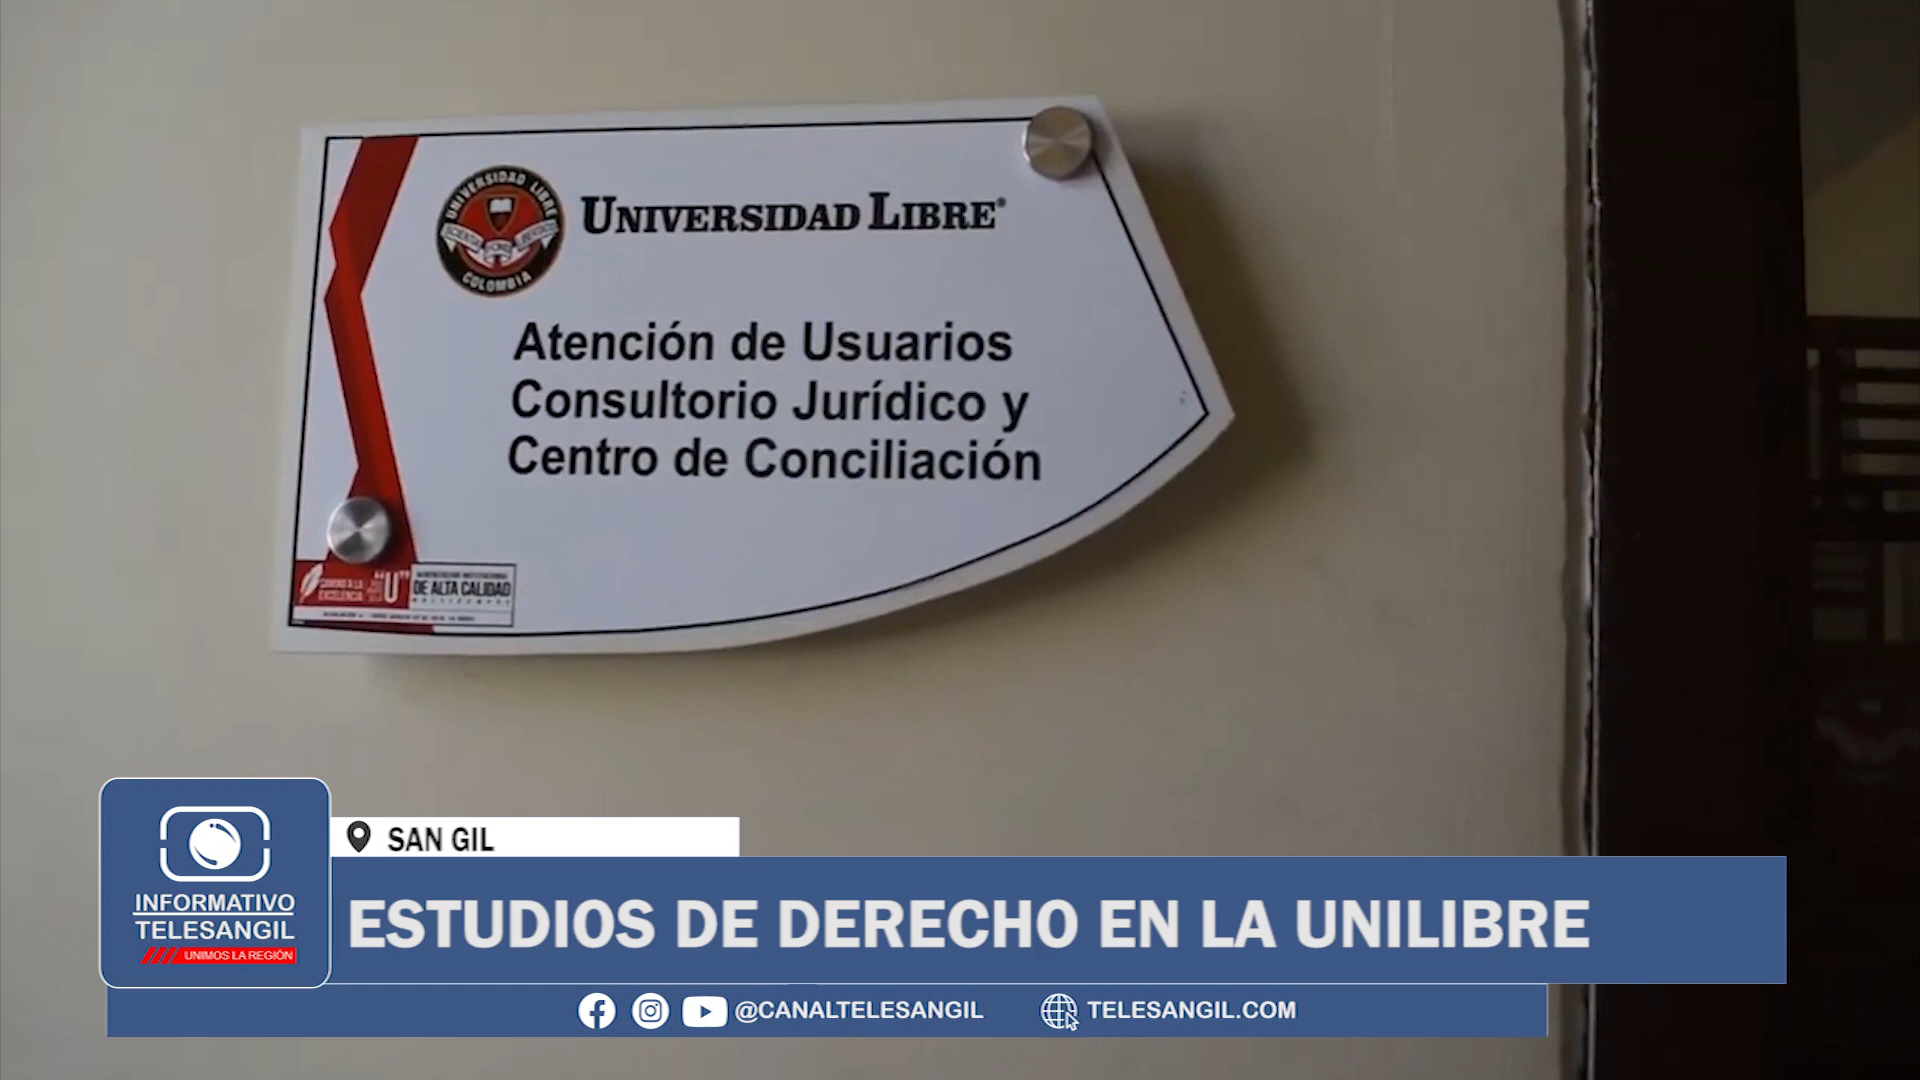 UNIVERSIDAD LIBRE
COLOMBIA
UNIVERSIDAD LIBRE®
Atención de Usuarios
Consultorio Jurídico y
Centro de Conciliación
"U"
DE ALTA CALIDAD
SAN GIL
INFORMATIVO
TELESANGIL
UNIMOS LA REGIÓN
ESTUDIOS DE DERECHO EN LA UNILIBRE
@CANALTELESANGIL
TELESANGIL.COM